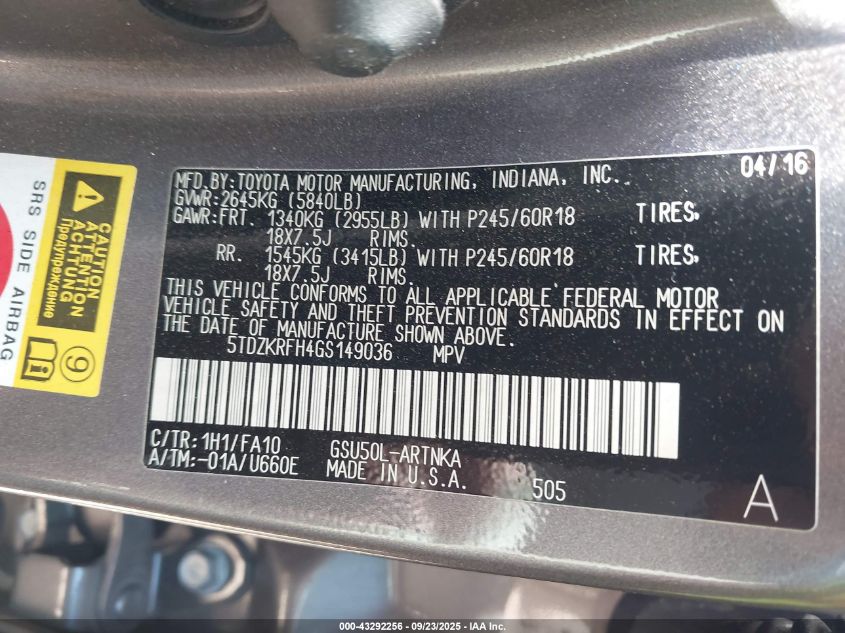 MFD.BY:TOYOTA MOTOR MANUFACTURING, INDIANA, INC. 04/16
GVWR:2645KG (5840LB)
GAWR:FRT. 1340KG (2955LB) WITH P245/60R18 TIRES,
18X7.5J RIMS.
RR. 1545KG (3415LB) WITH P245/60R18 TIRES,
18X7.5J RIMS.
THIS VEHICLE CONFORMS TO ALL APPLICABLE FEDERAL MOTOR
VEHICLE SAFETY AND THEFT PREVENTION STANDARDS IN EFFECT ON
THE DATE OF MANUFACTURE SHOWN ABOVE.
5TDZKRFH4GS149036 MPV
C/TR:1H1/FA10 GSU50L-ARTNKA
A/TM:-01A/U660E MADE IN U.S.A. 505
A
SRS SIDE AIRBAG
CAUTION
ATTENTION
ACHTUNG
Предупреждение
9
000-43292256 - 09/23/2025 - IAA Inc.